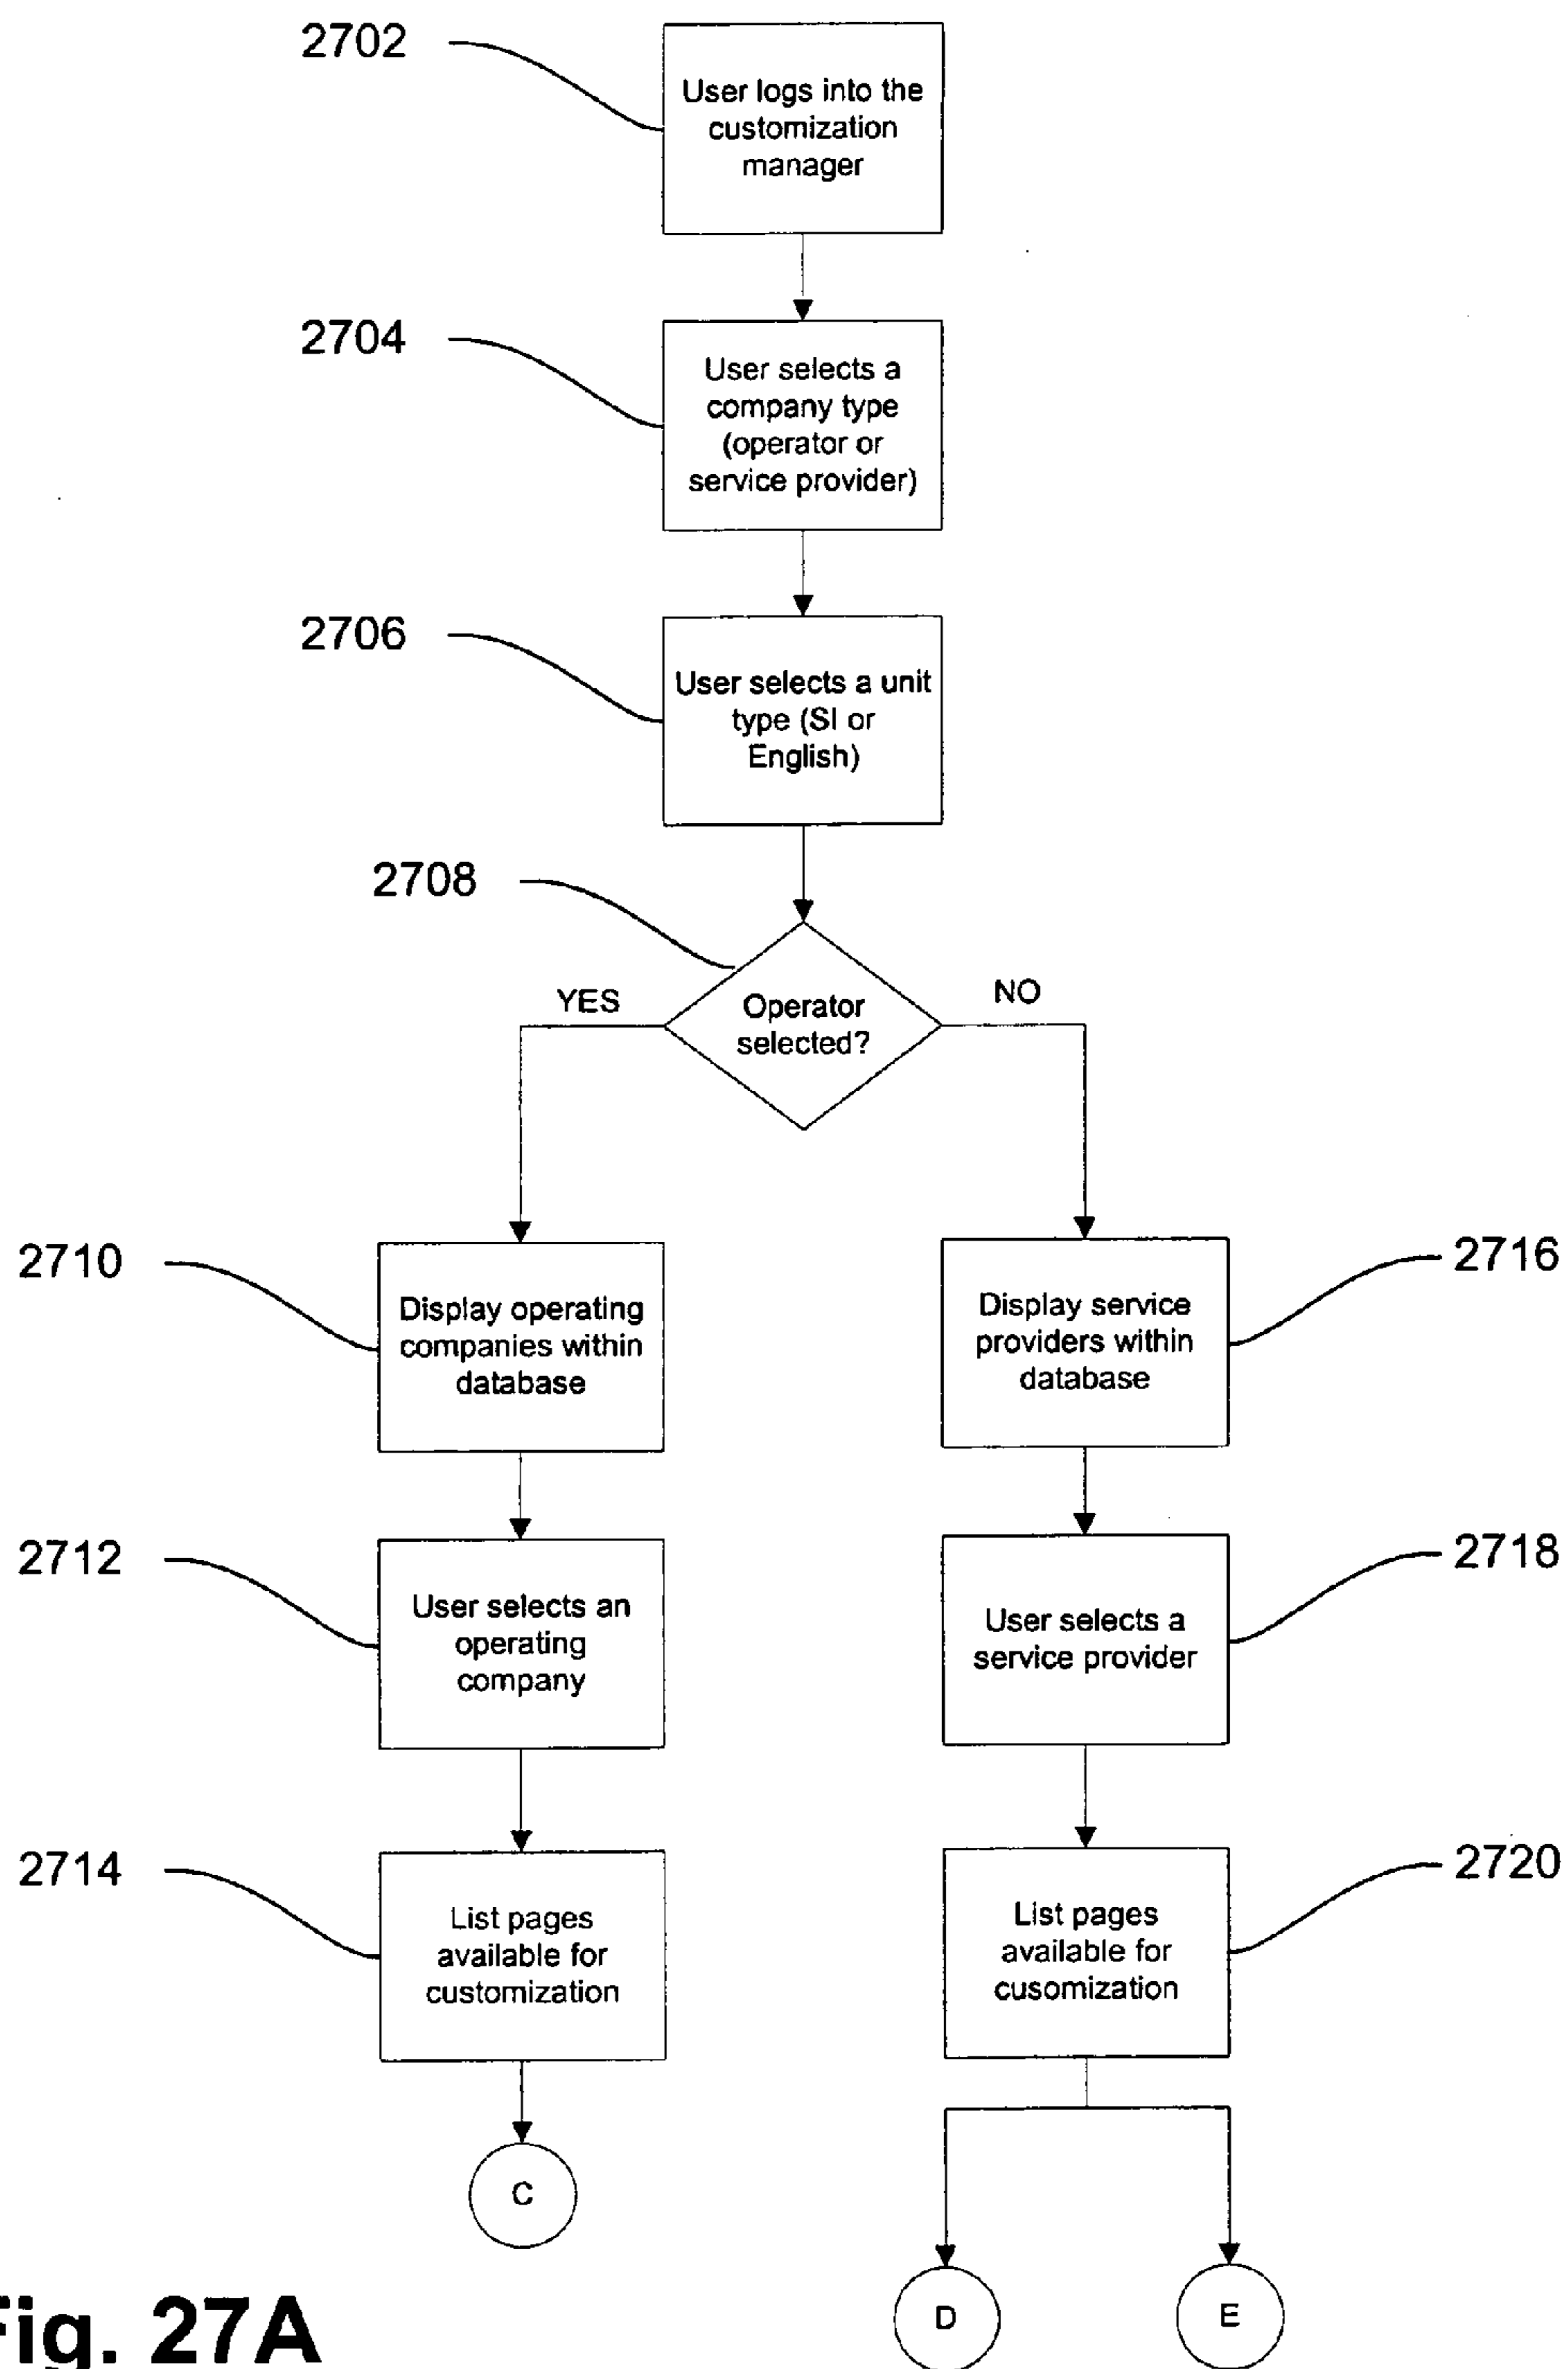 2702
User logs into the
customization
manager
2704
User selects a
company type
(operator or
service provider)
2706
User selects a unit
type (SI or
English)
2708
YES
Operator
selected?
NO
2710
Display operating
companies within
database
2716
Display service
providers within
database
2712
User selects an
operating
company
2718
User selects a
service provider
2714
List pages
available for
customization
2720
List pages
available for
cusomization
C
D
E
Fig. 27A